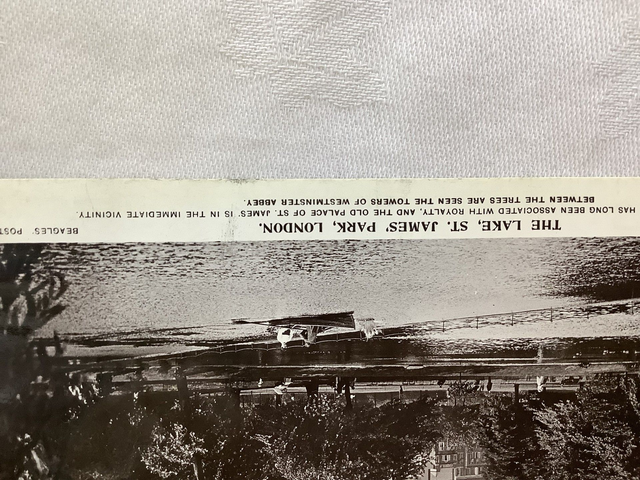 THE LAKE, ST. JAMES' PARK, LONDON.
BETWEEN THE TREES ARE SEEN THE TOWERS OF WESTMINSTER ABBEY.
HAS LONG BEEN ASSOCIATED WITH ROYALTY, AND THE OLD PALACE OF ST. JAMES' IS IN THE IMMEDIATE VICINITY.
BEAGLES' POST